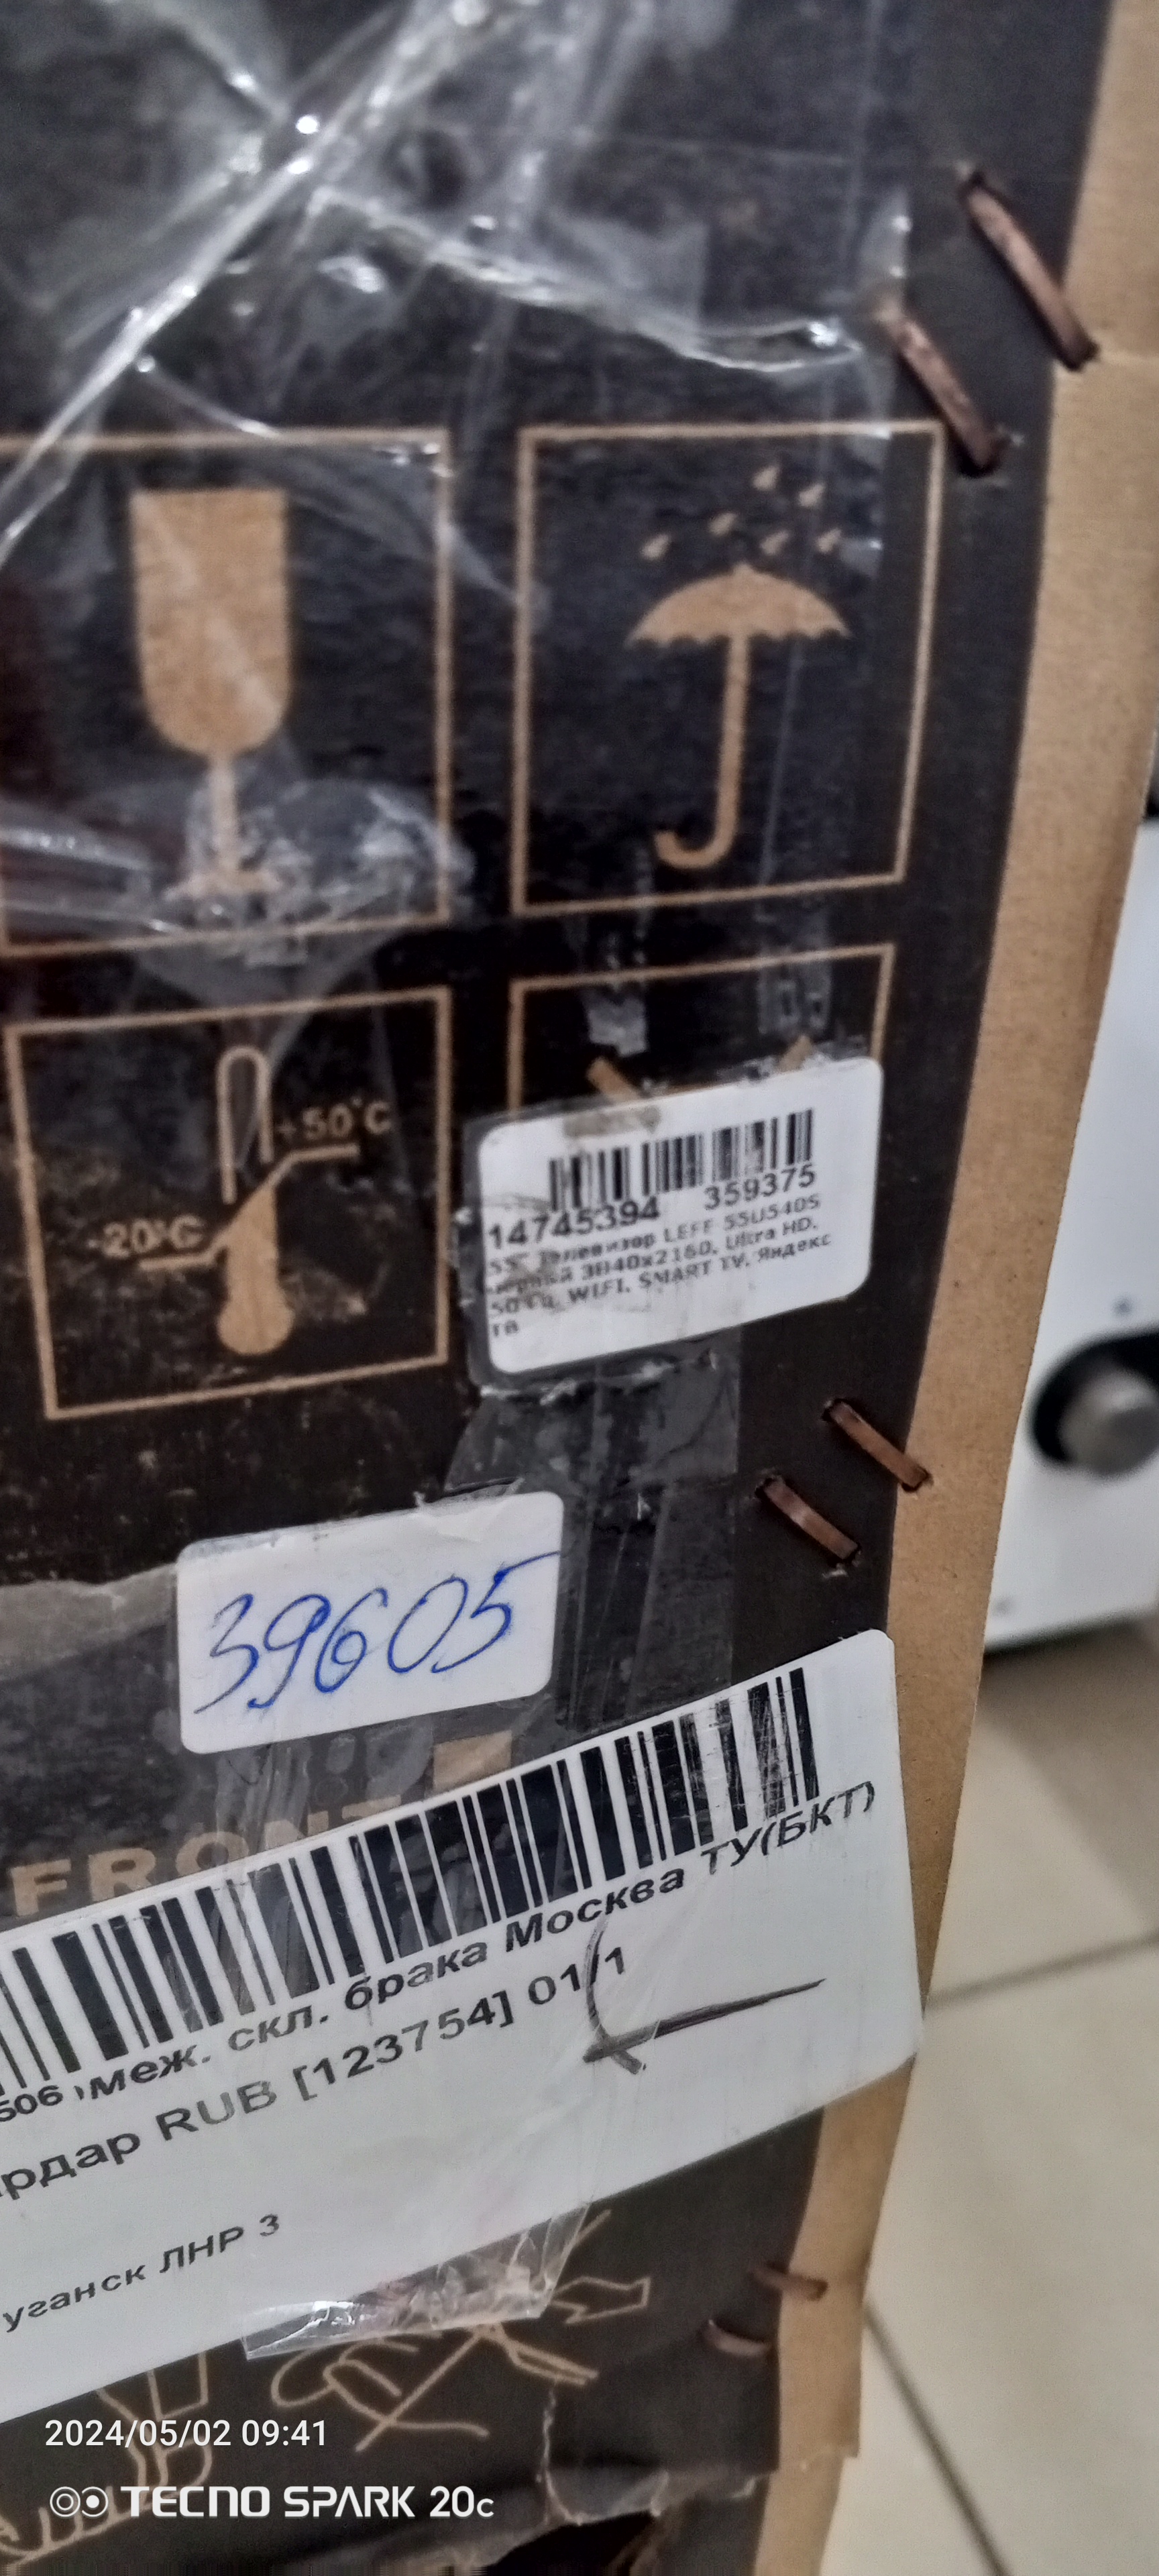 +50°C
-20°C
14745394 359375
55" Телевизор LEFF 55U540S
3840x2160, Ultra HD,
50 Гц, WIFI, SMART TV, Яндекс
ТВ
39605
FRONT
606 меж. скл. брака Москва ТУ(БКТ)
рдар RUB [123754] 01/1
уганск ЛНР 3
2024/05/02 09:41
TECNO SPARK 20c